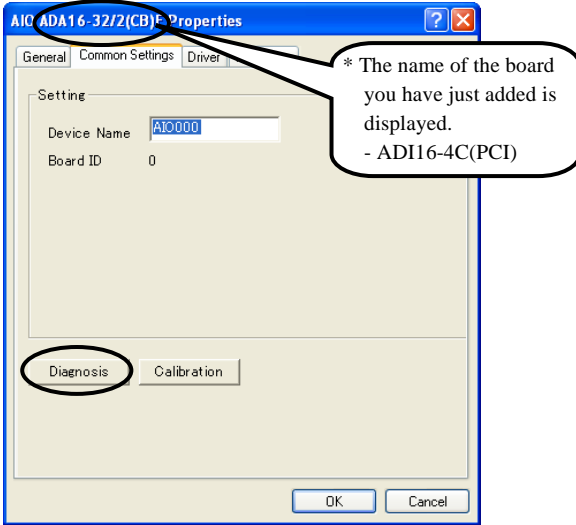 AIO ADA16-32/2(CB)F Properties
General Common Settings Driver
* The name of the board
you have just added is
displayed.
- ADI16-4C(PCI)
Setting
Device Name AIO000
Board ID 0
Diagnosis Calibration
OK Cancel